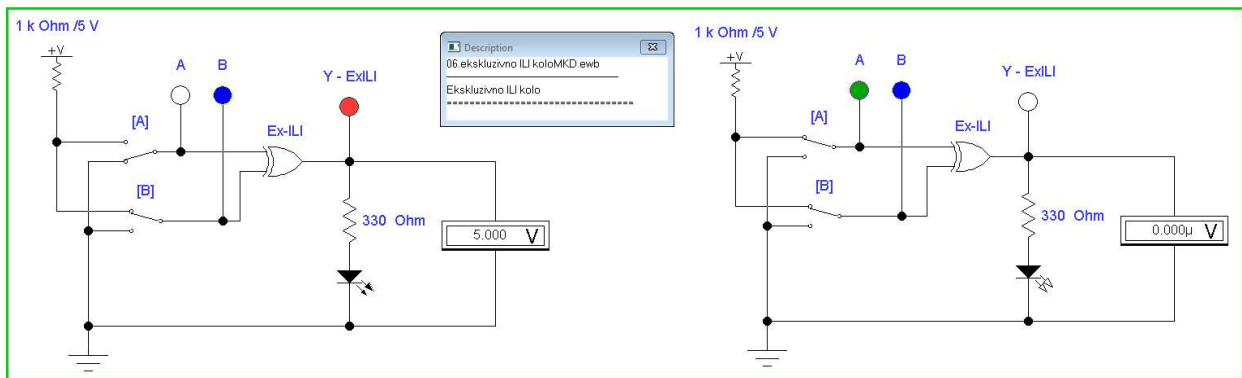 1 k Ohm /5 V
+V
A B
Y - ExILI
[A]
Ex-ILI
[B]
330 Ohm
5.000 V
Description
06.ekskluzivno ILI koloMKD.ewb
Ekskluzivno ILI kolo
================================
1 k Ohm /5 V
+V
A B
Y - ExILI
[A]
Ex-ILI
[B]
330 Ohm
0.000µ V